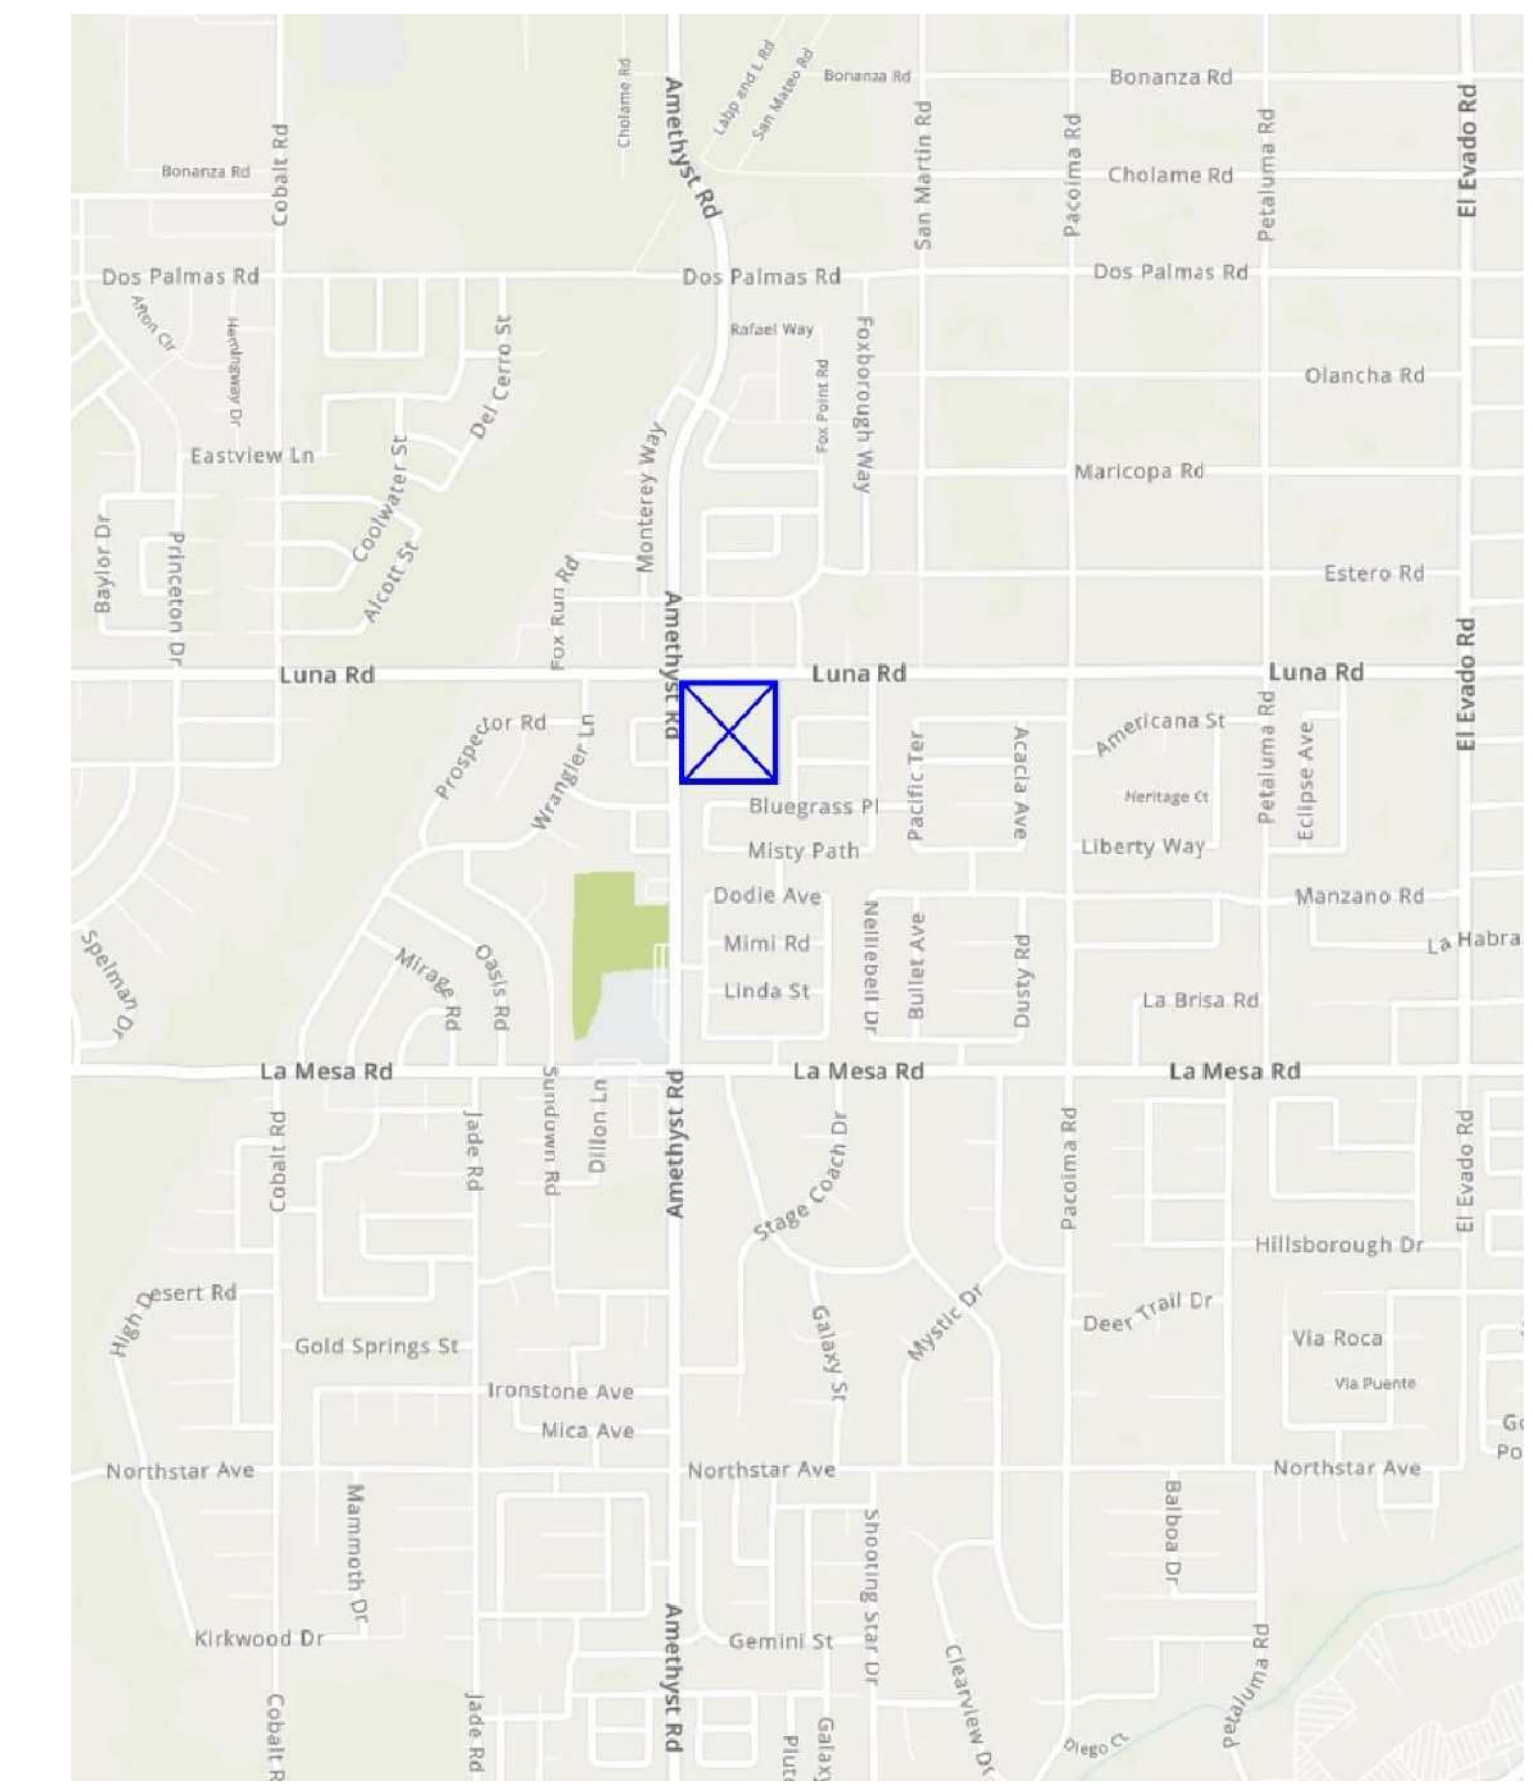 Cholame Rd
Amethyst Rd
Labp and L Rd
San Mateo Rd
Bonanza Rd
Bonanza Rd
El Evado Rd
Cobalt Rd
San Martin Rd
Pacoima Rd
Petaluma Rd
Bonanza Rd
Cholame Rd
Dos Palmas Rd
Dos Palmas Rd
Dos Palmas Rd
Afton Cir
Hemingway Dr
Del Cerro St
Rafael Way
Fox Point Rd
Foxborough Way
Olancha Rd
Eastview Ln
Coolwater St
Monterey Way
Maricopa Rd
Baylor Dr
Princeton Dr
Alcott St
Fox Run Rd
Amethyst Rd
Estero Rd
El Evado Rd
Luna Rd
Luna Rd
Luna Rd
Prospector Rd
Wrangler Ln
Pacific Ter
Acacia Ave
Americana St
Petaluma Rd
Eclipse Ave
Heritage Ct
Bluegrass Pl
Misty Path
Liberty Way
Dodie Ave
Manzano Rd
Spelman Dr
Mirage Rd
Oasis Rd
Mimi Rd
Nelliebell Dr
Bullet Ave
Dusty Rd
La Habra
Linda St
La Brisa Rd
La Mesa Rd
La Mesa Rd
La Mesa Rd
Cobalt Rd
Jade Rd
Sundown Rd
Dillon Ln
Amethyst Rd
Stage Coach Dr
Pacoima Rd
El Evado Rd
Hillsborough Dr
High Desert Rd
Mystic Dr
Deer Trail Dr
Gold Springs St
Galaxy St
Via Roca
Ironstone Ave
Via Puente
Mica Ave
Go
Po
Northstar Ave
Northstar Ave
Northstar Ave
Mammoth Dr
Shooting Star Dr
Balboa Dr
Kirkwood Dr
Amethyst Rd
Gemini St
Clearview Dr
Petaluma Rd
Cobalt R
Jade Rd
Plut
Galaxy
Diego Ct